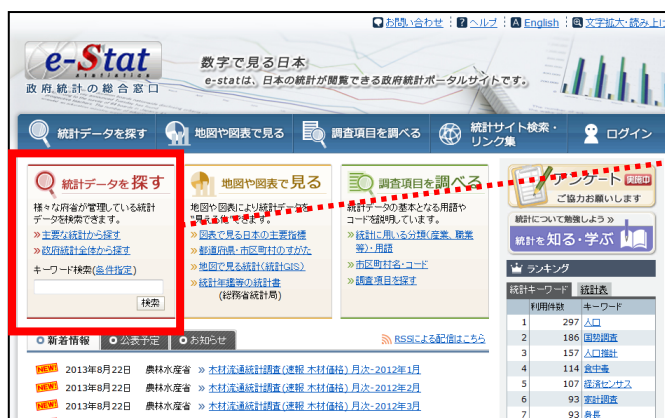 お問い合わせ ヘルプ English 文字拡大・読み上げ
e-Stat
statistics
政府統計の総合窓口
数字で見る日本
e-statは、日本の統計が閲覧できる政府統計ポータルサイトです。
統計データを探す 地図や図表で見る 調査項目を調べる 統計サイト検索・リンク集 ログイン
統計データを探す
様々な府省が管理している統計
データを検索できます。
»主要な統計から探す
»政府統計全体から探す
キーワード検索(条件指定)
検索
地図や図表で見る
地図や図表により統計データを
"見える化"できます。
»図表で見る日本の主要指標
»都道府県・市区町村のすがた
»地図で見る統計(統計GIS)
»統計年鑑等の統計書
(総務省統計局)
調査項目を調べる
統計データの基本となる用語や
コードを説明しています。
»統計に用いる分類(産業、職業
等)・用語
»市区町村名・コード
»調査項目を探す
アンケート 実施中
ご協力お願いします
統計について勉強しよう »
統計を知る・学ぶ
ランキング
統計キーワード 統計表
利用件数 キーワード
1 297 人口
2 186 国勢調査
3 157 人口推計
4 114 食中毒
5 107 経済センサス
6 93 家計調査
7 93 身長
新着情報 公表予定 お知らせ
RSSによる配信はこちら
NEW! 2013年8月22日 農林水産省 » 木材流通統計調査(速報 木材価格) 月次-2012年1月
NEW! 2013年8月22日 農林水産省 » 木材流通統計調査(速報 木材価格) 月次-2012年2月
NEW! 2013年8月22日 農林水産省 » 木材流通統計調査(速報 木材価格) 月次-2012年3月